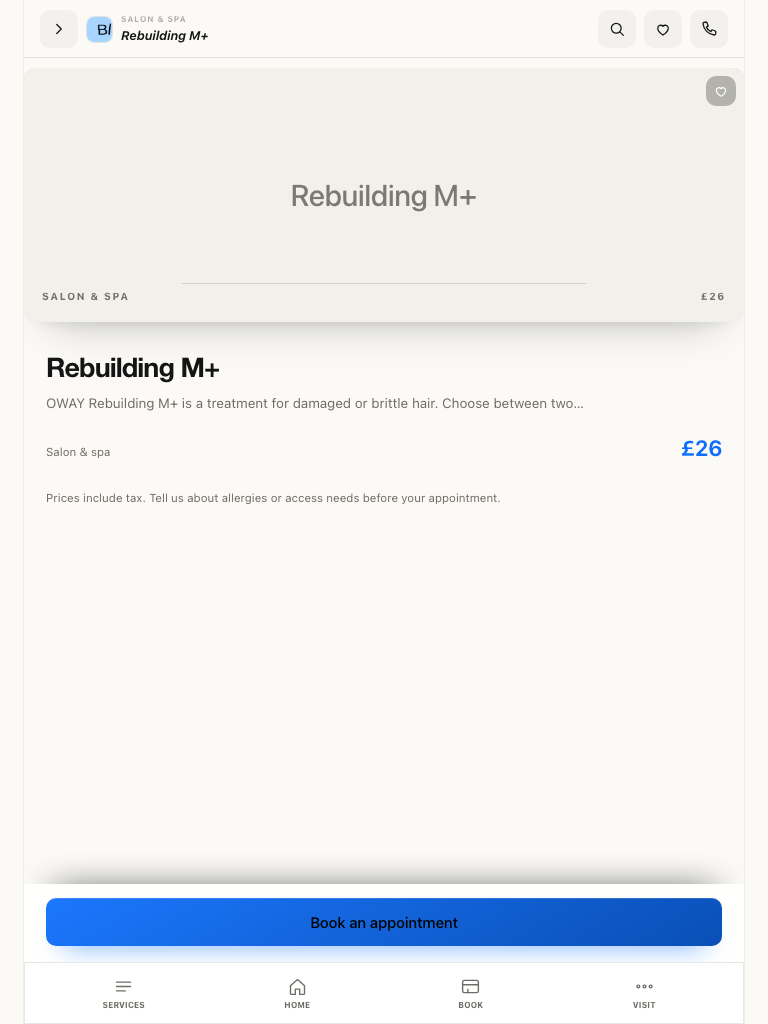 Bl
SALON & SPA
Rebuilding M+
Rebuilding M+
SALON & SPA
£26
Rebuilding M+
OWAY Rebuilding M+ is a treatment for damaged or brittle hair. Choose between two…
Salon & spa
£26
Prices include tax. Tell us about allergies or access needs before your appointment.
Book an appointment
SERVICES
HOME
BOOK
VISIT